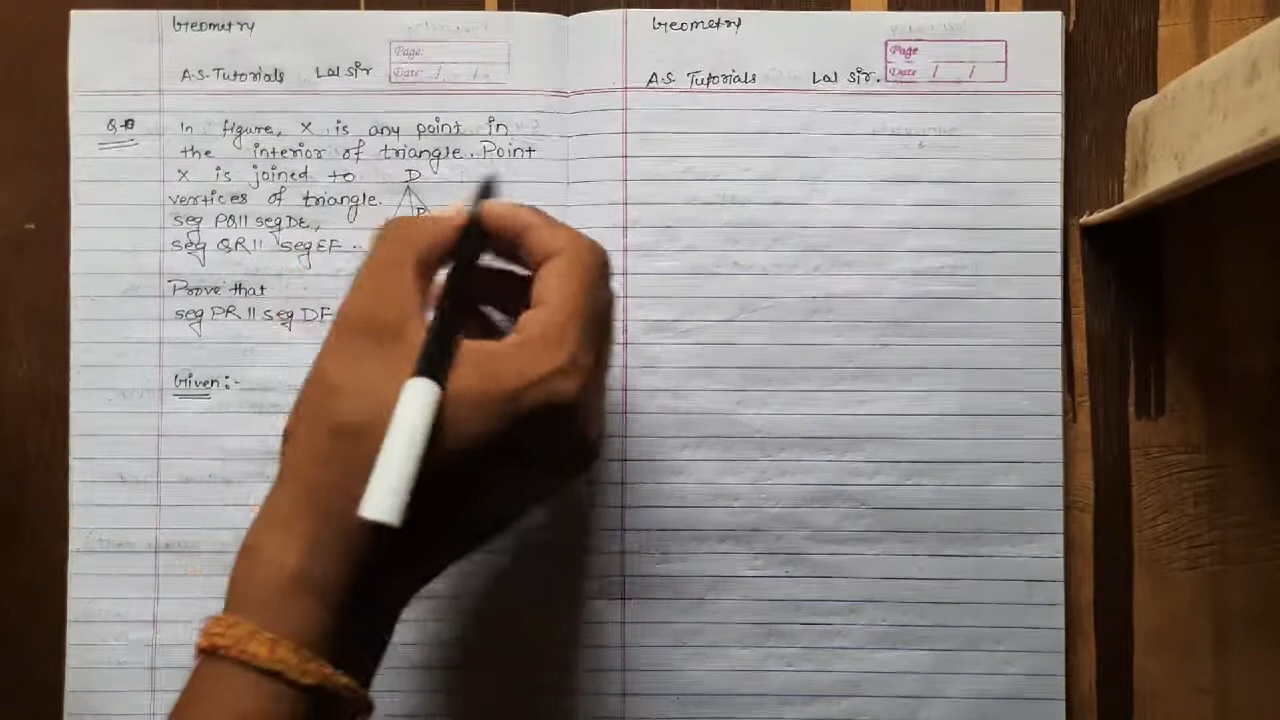 Geometry
A.S. Tutorials Lal Sir
Page:
Date: / /
In figure, X is any point in
the interior of triangle. Point
X is joined to D
vertices of triangle.
P
seg PQ || seg DE,
seg QR || seg EF.
Prove that
seg PR || seg DF
Given :-
Geometry
A.S. Tutorials Lal Sir.
Page
Date / /